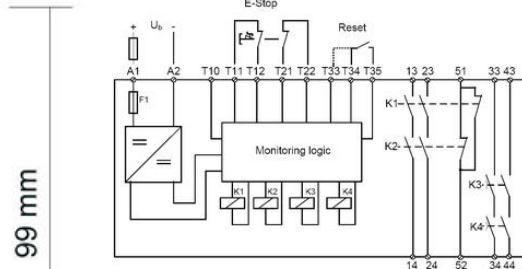 E-Stop
+ Ub - Reset
A1 A2 T10 T11 T12 T21 T22 T33 T34 T35 13 23 51 33 43
F1
K1
Monitoring logic
K2
K1 K2 K3 K4
K3
K4
14 24 52 34 44
99 mm